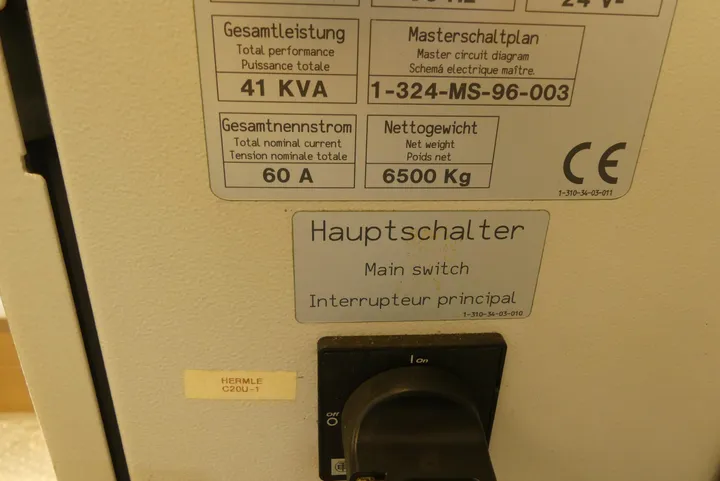 24 V-
Gesamtleistung
Total performance
Puissance totale
41 KVA
Masterschaltplan
Master circuit diagram
Schemá electrique maître.
1-324-MS-96-003
Gesamtnennstrom
Total nominal current
Tension nominale totale
60 A
Nettogewicht
Net weight
Poids net
6500 Kg
CE
1-310-34-03-011
Hauptschalter
Main switch
Interrupteur principal
1-310-34-03-010
HERMLE
C20U-1
I On
Off
O